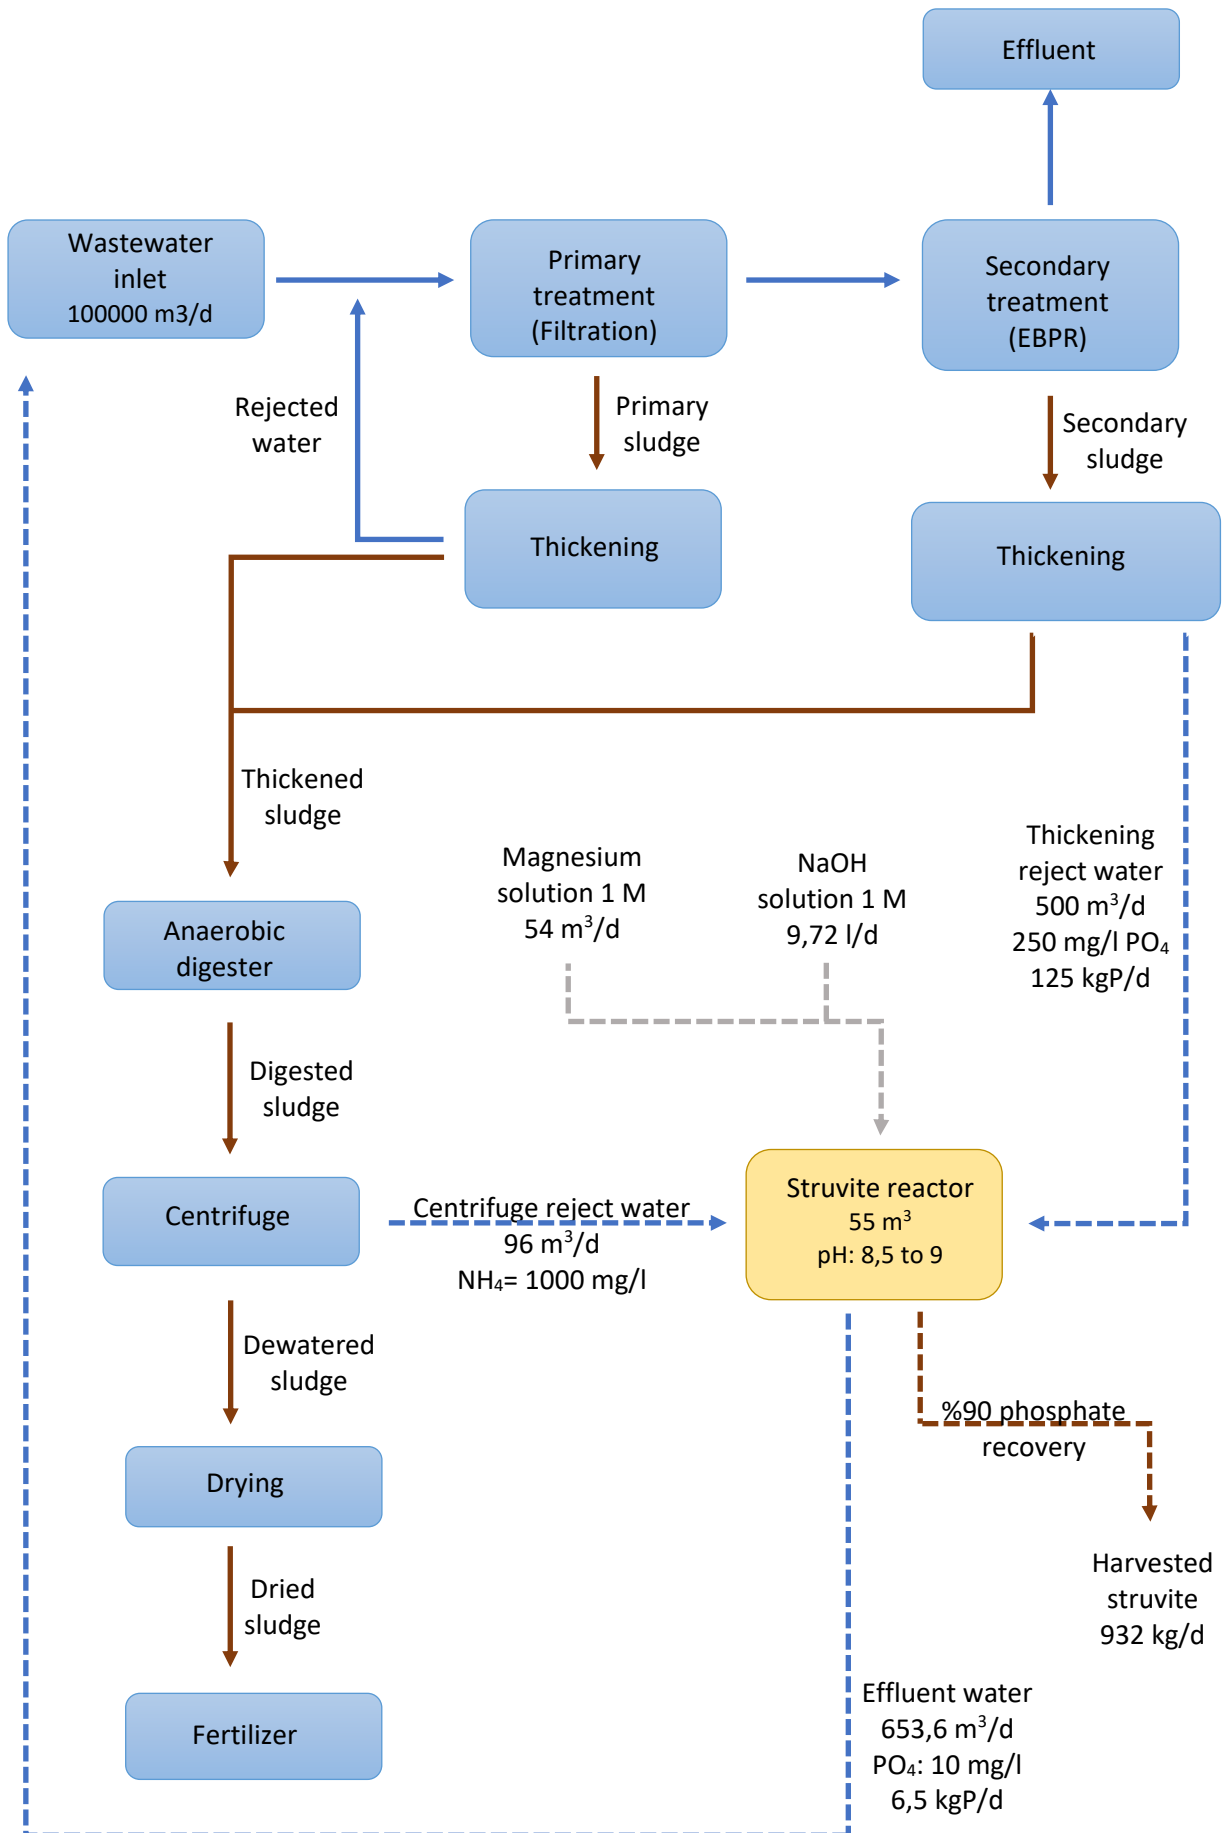 Effluent
Wastewater
inlet
100000 m3/d
Primary
treatment
(Filtration)
Secondary
treatment
(EBPR)
Rejected
water
Primary
sludge
Secondary
sludge
Thickening
Thickening
Thickened
sludge
Magnesium
solution 1 M
54 m³/d
NaOH
solution 1 M
9,72 l/d
Thickening
reject water
500 m³/d
250 mg/l PO₄
125 kgP/d
Anaerobic
digester
Digested
sludge
Centrifuge
Centrifuge reject water
96 m³/d
NH₄= 1000 mg/l
Struvite reactor
55 m³
pH: 8,5 to 9
Dewatered
sludge
%90 phosphate
recovery
Drying
Dried
sludge
Harvested
struvite
932 kg/d
Fertilizer
Effluent water
653,6 m³/d
PO₄: 10 mg/l
6,5 kgP/d